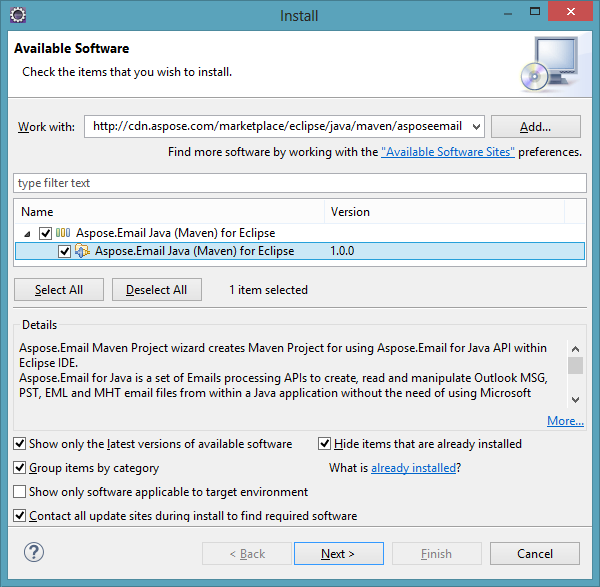 Install
Available Software
Check the items that you wish to install.
Work with: http://cdn.aspose.com/marketplace/eclipse/java/maven/asposeemail Add...
Find more software by working with the "Available Software Sites" preferences.
type filter text
Name Version
Aspose.Email Java (Maven) for Eclipse
Aspose.Email Java (Maven) for Eclipse 1.0.0
Select All Deselect All 1 item selected
Details
Aspose.Email Maven Project wizard creates Maven Project for using Aspose.Email for Java API within
Eclipse IDE.
Aspose.Email for Java is a set of Emails processing APIs to create, read and manipulate Outlook MSG,
PST, EML and MHT email files from within a Java application without the need of using Microsoft
More...
Show only the latest versions of available software Hide items that are already installed
Group items by category What is already installed?
Show only software applicable to target environment
Contact all update sites during install to find required software
? < Back Next > Finish Cancel